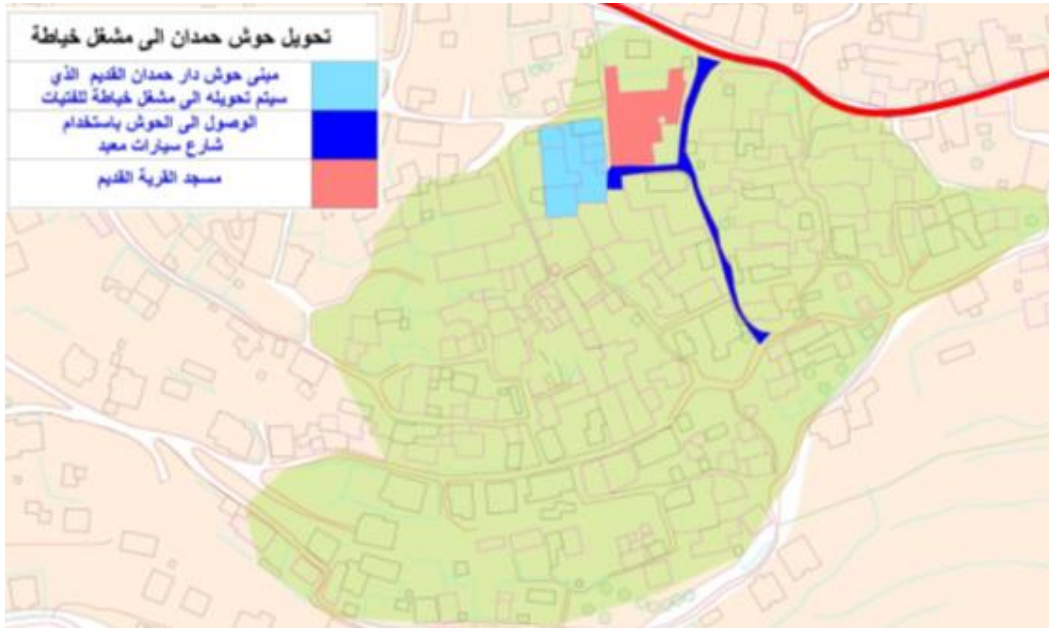 تحويل حوش حمدان الى مشغل خياطة
مبنى حوش دار حمدان القديم الذي
سيتم تحويله الى مشغل خياطة للفتيات
الوصول الى الحوش باستخدام
شارع سيارات معبد
مسجد القرية القديم